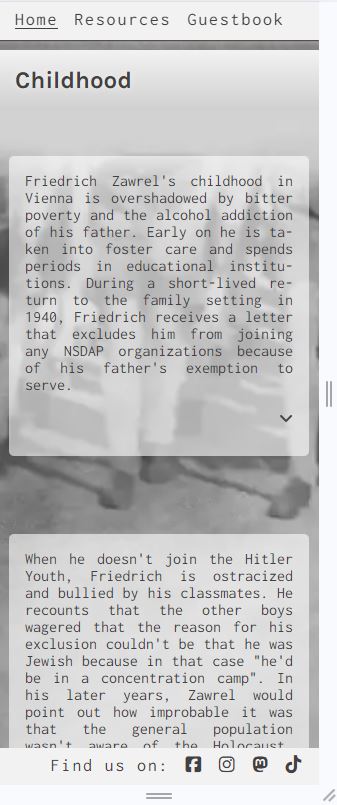 Home Resources Guestbook
Childhood
Friedrich Zawrel's childhood in
Vienna is overshadowed by bitter
poverty and the alcohol addiction
of his father. Early on he is ta-
ken into foster care and spends
periods in educational institu-
tions. During a short-lived re-
turn to the family setting in
1940, Friedrich receives a letter
that excludes him from joining
any NSDAP organizations because
of his father's exemption to
serve.
When he doesn't join the Hitler
Youth, Friedrich is ostracized
and bullied by his classmates. He
recounts that the other boys
wagered that the reason for his
exclusion couldn't be that he was
Jewish because in that case "he'd
be in a concentration camp". In
his later years, Zawrel would
point out how improbable it was
that the general population
wasn't aware of the Holocaust.
Find us on: